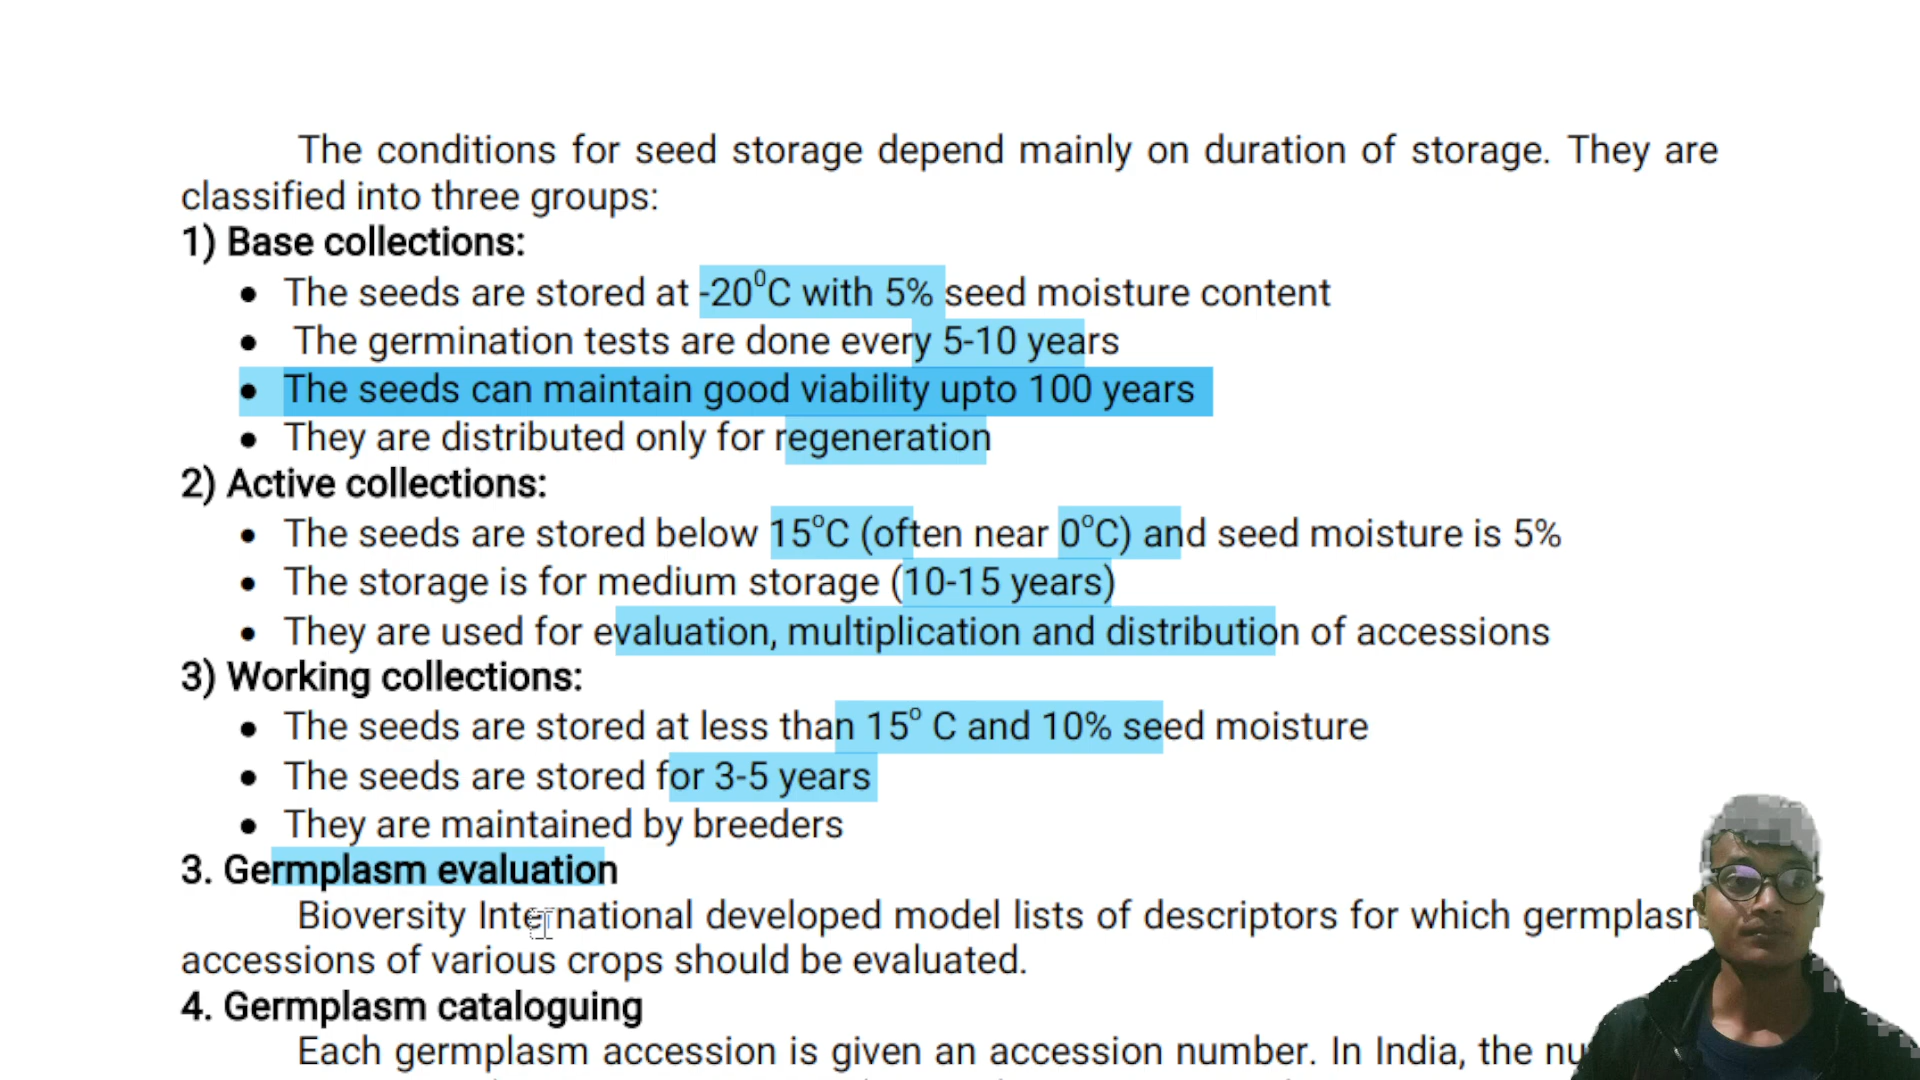 The conditions for seed storage depend mainly on duration of storage. They are
classified into three groups:
1) Base collections:
• The seeds are stored at -20⁰C with 5% seed moisture content
• The germination tests are done every 5-10 years
• The seeds can maintain good viability upto 100 years
• They are distributed only for regeneration
2) Active collections:
• The seeds are stored below 15°C (often near 0°C) and seed moisture is 5%
• The storage is for medium storage (10-15 years)
• They are used for evaluation, multiplication and distribution of accessions
3) Working collections:
• The seeds are stored at less than 15° C and 10% seed moisture
• The seeds are stored for 3-5 years
• They are maintained by breeders
3. Germplasm evaluation
Bioversity International developed model lists of descriptors for which germplasm
accessions of various crops should be evaluated.
4. Germplasm cataloguing
Each germplasm accession is given an accession number. In India, the